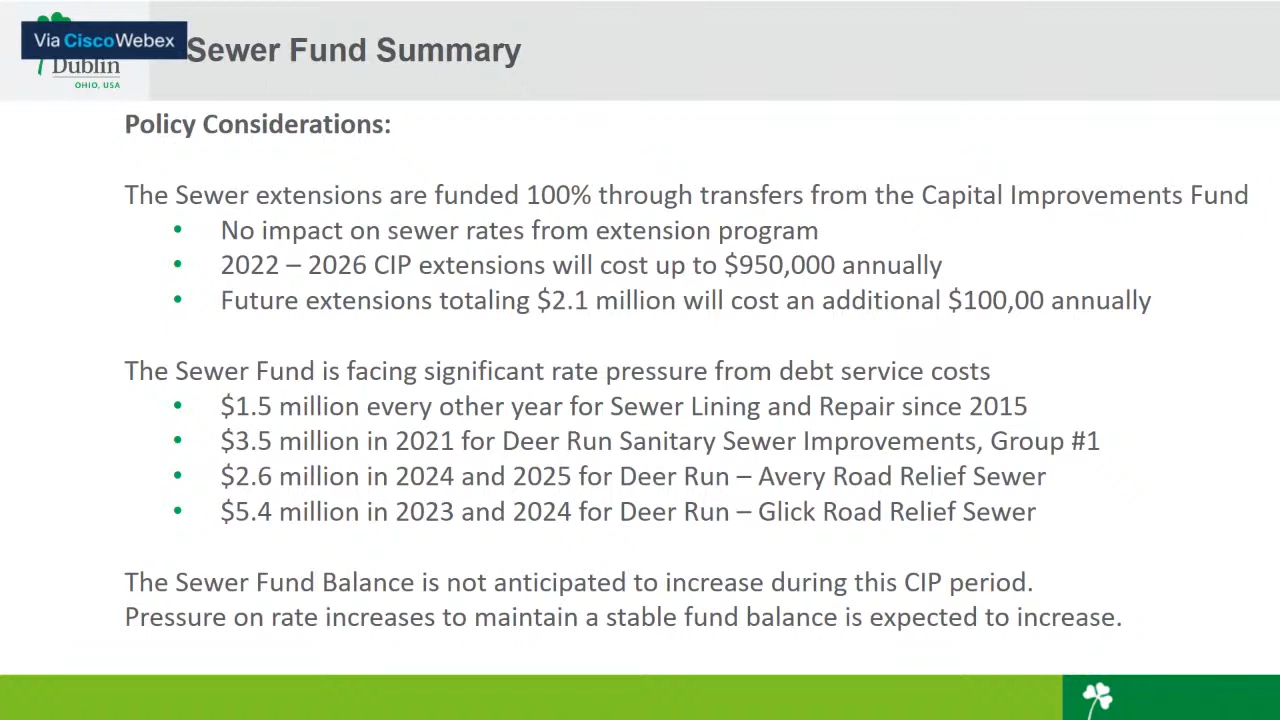 Via CiscoWebex
Sewer Fund Summary
Dublin
OHIO, USA
Policy Considerations:
The Sewer extensions are funded 100% through transfers from the Capital Improvements Fund
• No impact on sewer rates from extension program
• 2022 – 2026 CIP extensions will cost up to $950,000 annually
• Future extensions totaling $2.1 million will cost an additional $100,00 annually
The Sewer Fund is facing significant rate pressure from debt service costs
• $1.5 million every other year for Sewer Lining and Repair since 2015
• $3.5 million in 2021 for Deer Run Sanitary Sewer Improvements, Group #1
• $2.6 million in 2024 and 2025 for Deer Run – Avery Road Relief Sewer
• $5.4 million in 2023 and 2024 for Deer Run – Glick Road Relief Sewer
The Sewer Fund Balance is not anticipated to increase during this CIP period.
Pressure on rate increases to maintain a stable fund balance is expected to increase.